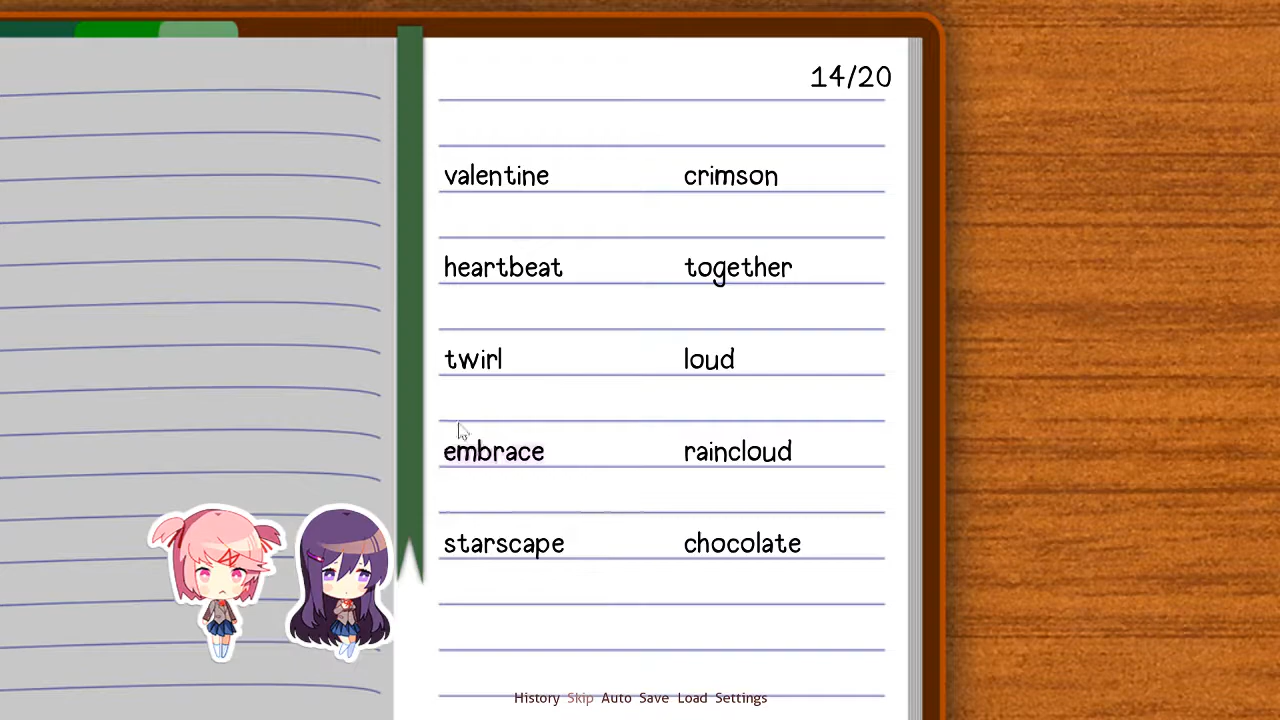 14/20
valentine crimson
heartbeat together
twirl loud
embrace raincloud
starscape chocolate
History Skip Auto Save Load Settings